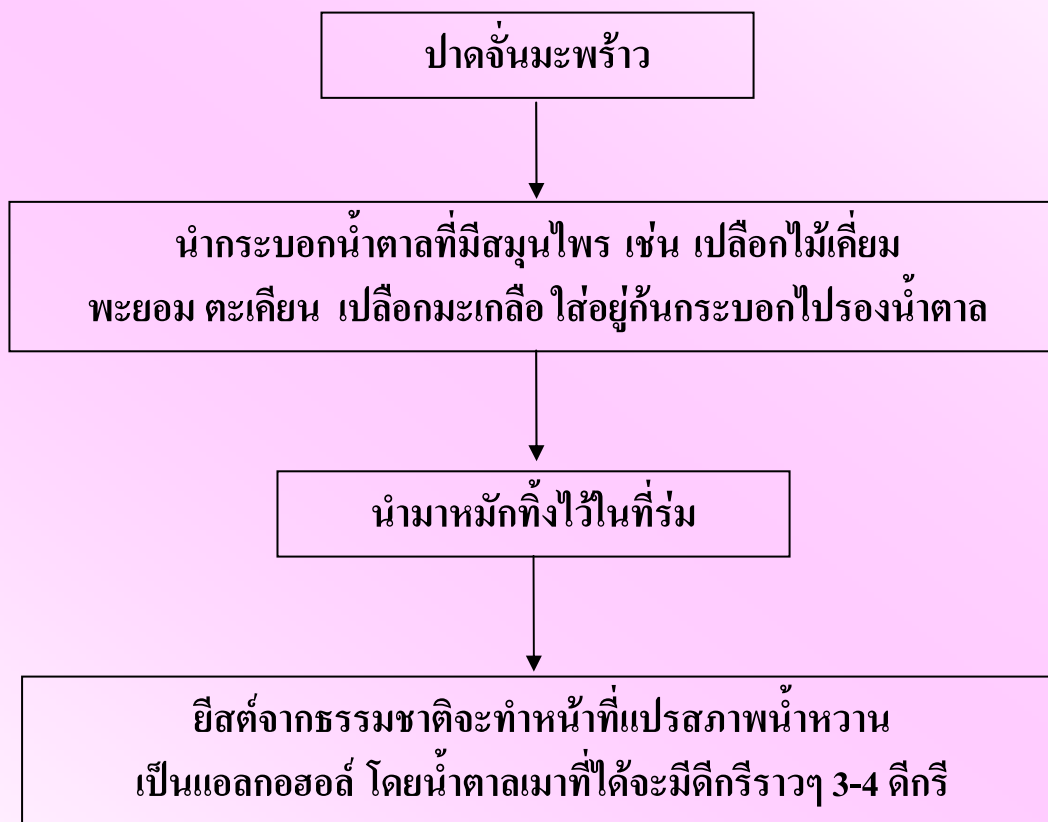 ปาดจั่นมะพร้าว
นำกระบอกน้ำตาลที่มีสมุนไพร เช่น เปลือกไม้เคี่ยม
พะยอม ตะเคียน เปลือกมะเกลือ ใส่อยู่ก้นกระบอกไปรองน้ำตาล
นำมาหมักทิ้งไว้ในที่ร่ม
ยีสต์จากธรรมชาติจะทำหน้าที่แปรสภาพน้ำหวาน
เป็นแอลกอฮอล์ โดยน้ำตาลเมาที่ได้จะมีดีกรีราวๆ 3-4 ดีกรี